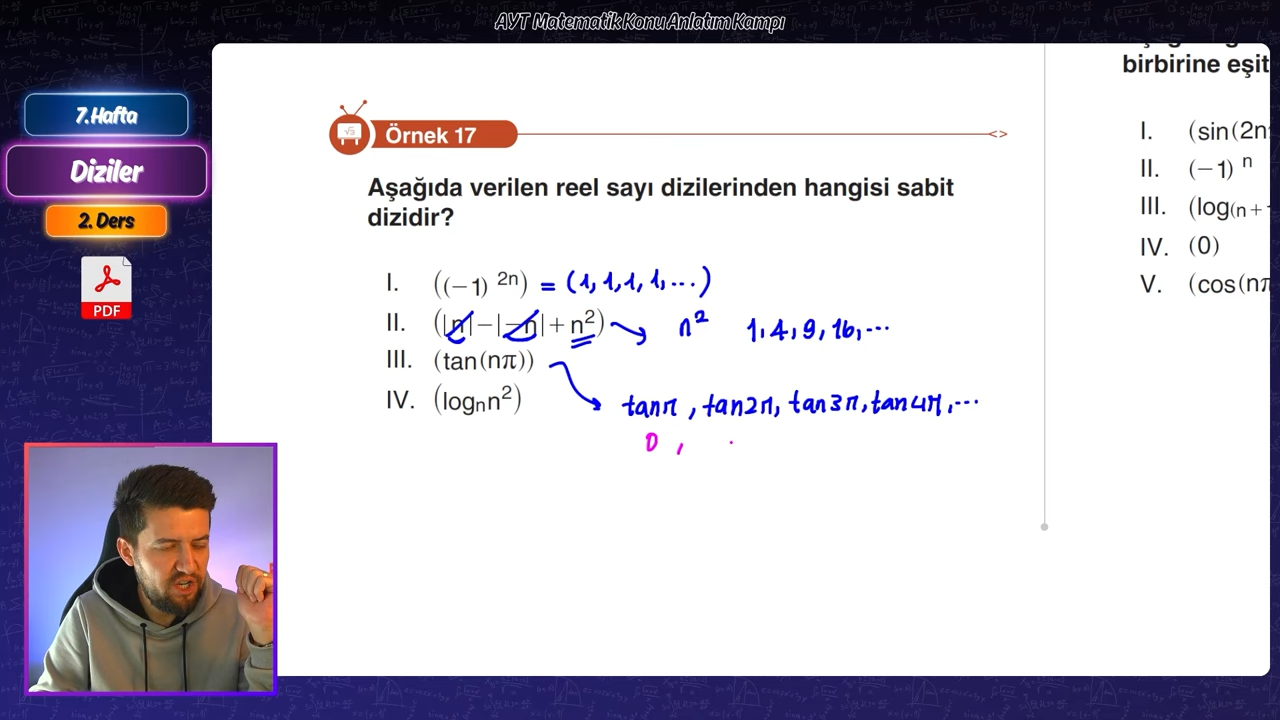 AYT Matematik Konu Anlatım Kampı
7.Hafta
Diziler
2. Ders
PDF
√5
Örnek 17
<>
Aşağıda verilen reel sayı dizilerinden hangisi sabit
dizidir?
I. ((−1)²ⁿ) = (1,1,1,1,...)
II. (|n|−|−n|+n²) n² 1,4,9,16,...
III. (tan(nπ))
IV. (logₙn²)
tanπ, tan2π, tan3π, tan4π,...
0,
birbirine eşit
I. (sin(2n
II. (−1)ⁿ
III. (log(n+
IV. (0)
V. (cos(nπ